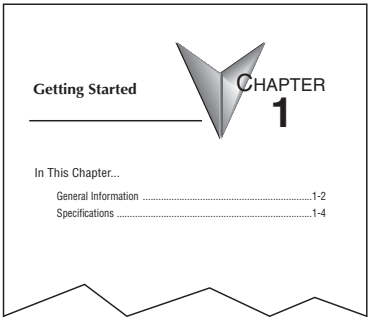 Getting Started
CHAPTER
1
In This Chapter...
General Information ......................................................................1-2
Specifications ................................................................................1-4